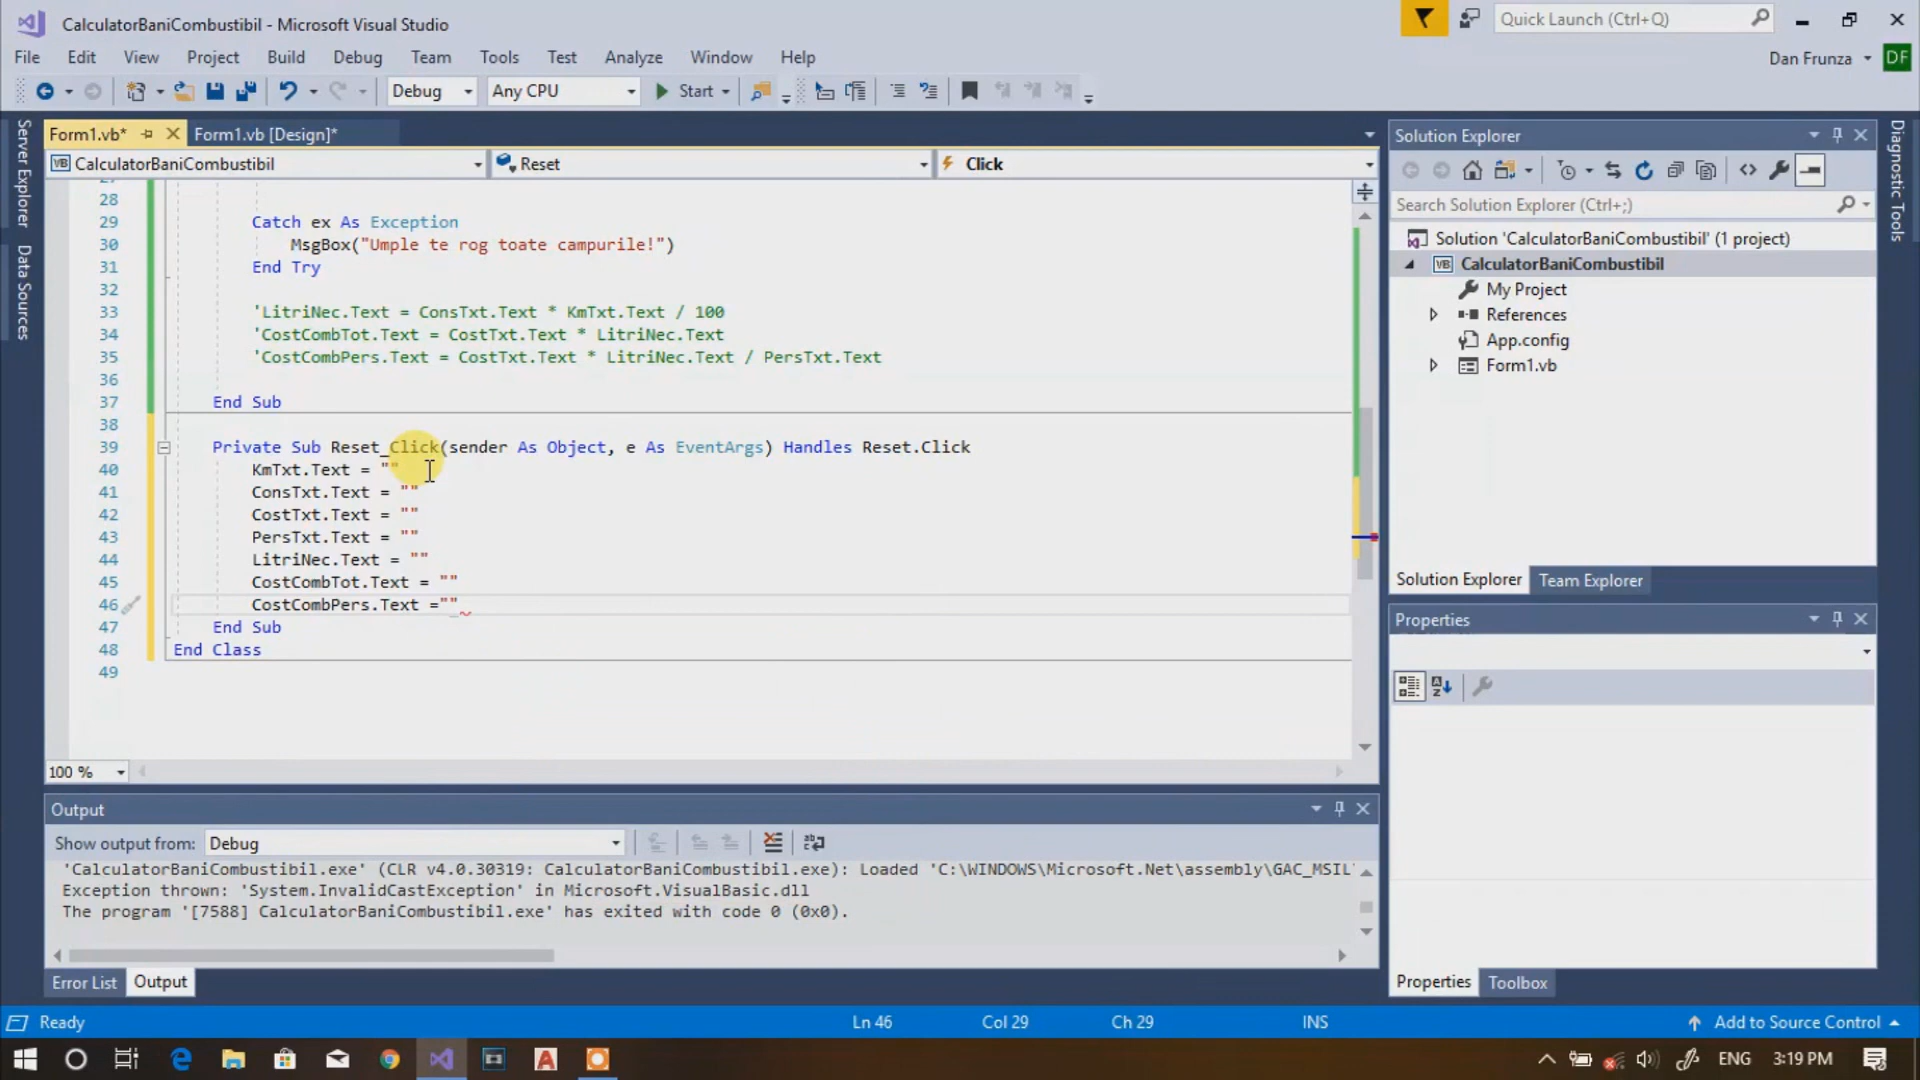 CalculatorBaniCombustibil - Microsoft Visual Studio
Quick Launch (Ctrl+Q)
File Edit View Project Build Debug Team Tools Test Analyze Window Help
Dan Frunza DF
Debug Any CPU Start
Server Explorer
Data Sources
Form1.vb* Form1.vb [Design]*
VB CalculatorBaniCombustibil Reset Click
28
29 Catch ex As Exception
30 MsgBox("Umple te rog toate campurile!")
31 End Try
32
33 'LitriNec.Text = ConsTxt.Text * KmTxt.Text / 100
34 'CostCombTot.Text = CostTxt.Text * LitriNec.Text
35 'CostCombPers.Text = CostTxt.Text * LitriNec.Text / PersTxt.Text
36
37 End Sub
38
39 Private Sub Reset_Click(sender As Object, e As EventArgs) Handles Reset.Click
40 KmTxt.Text = ""
41 ConsTxt.Text = ""
42 CostTxt.Text = ""
43 PersTxt.Text = ""
44 LitriNec.Text = ""
45 CostCombTot.Text = ""
46 CostCombPers.Text =""
47 End Sub
48 End Class
49
100 %
Output
Show output from: Debug
'CalculatorBaniCombustibil.exe' (CLR v4.0.30319: CalculatorBaniCombustibil.exe): Loaded 'C:\WINDOWS\Microsoft.Net\assembly\GAC_MSIL
Exception thrown: 'System.InvalidCastException' in Microsoft.VisualBasic.dll
The program '[7588] CalculatorBaniCombustibil.exe' has exited with code 0 (0x0).
Error List Output
Solution Explorer
Search Solution Explorer (Ctrl+;)
Solution 'CalculatorBaniCombustibil' (1 project)
VB CalculatorBaniCombustibil
My Project
References
App.config
Form1.vb
Solution Explorer Team Explorer
Properties
Properties Toolbox
Diagnostic Tools
Ready Ln 46 Col 29 Ch 29 INS Add to Source Control
ENG 3:19 PM